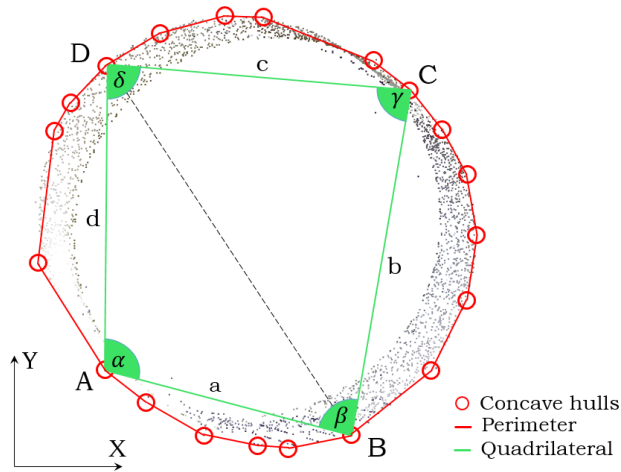 D
δ
c
C
γ
d
b
Y
α
A
a
β
B
X
Concave hulls
Perimeter
Quadrilateral